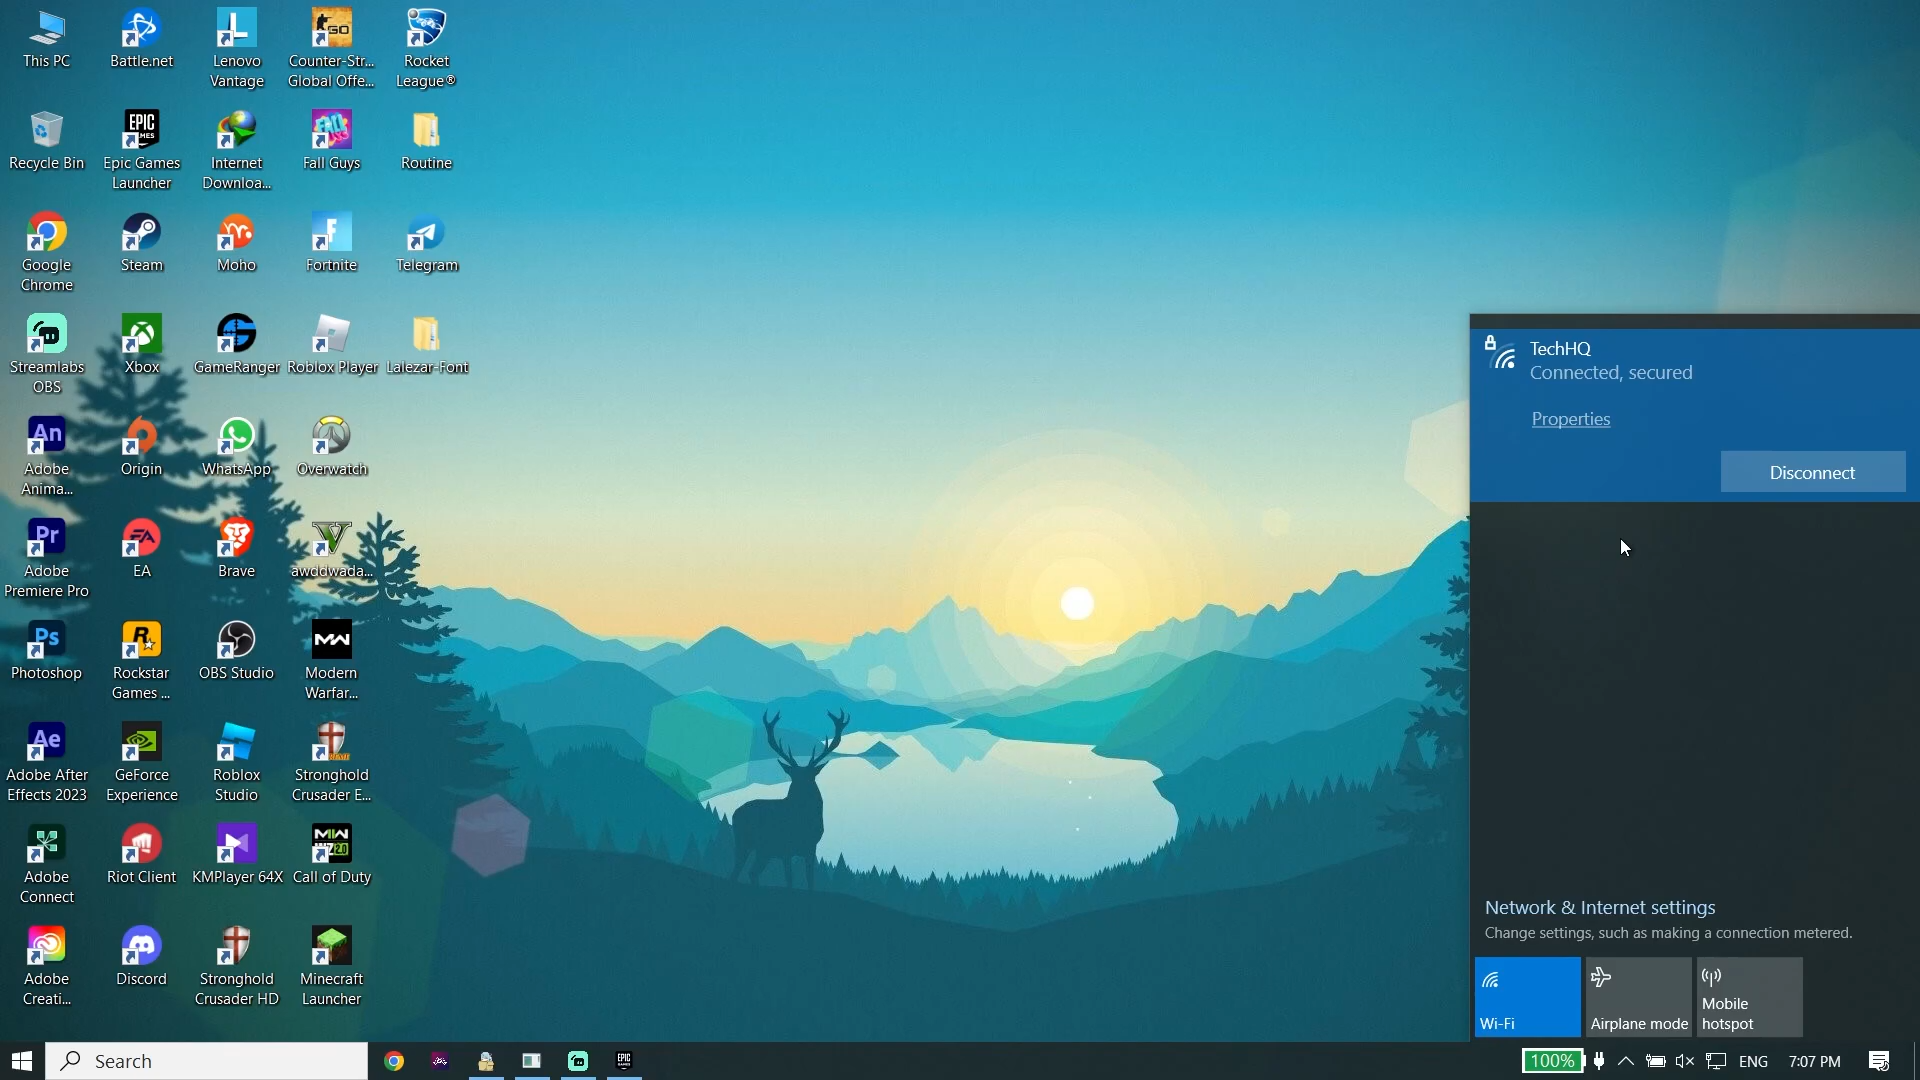 This PC
Battle.net
Lenovo
Vantage
Counter-Str...
Global Offe...
Rocket
League®
Recycle Bin
Epic Games
Launcher
Internet
Downloa...
Fall Guys
Routine
Google
Chrome
Steam
Moho
Fortnite
Telegram
Streamlabs
OBS
Xbox
GameRanger
Roblox Player
Lalezar-Font
Adobe
Anima...
Origin
WhatsApp
Overwatch
Adobe
Premiere Pro
EA
Brave
awddwada...
Photoshop
Rockstar
Games ...
OBS Studio
Modern
Warfar...
Adobe After
Effects 2023
GeForce
Experience
Roblox
Studio
Stronghold
Crusader E...
Adobe
Connect
Riot Client
KMPlayer 64X
Call of Duty
Adobe
Creati...
Discord
Stronghold
Crusader HD
Minecraft
Launcher
TechHQ
Connected, secured
Properties
Disconnect
Network & Internet settings
Change settings, such as making a connection metered.
Wi-Fi
Airplane mode
Mobile
hotspot
Search
100%
ENG
7:07 PM